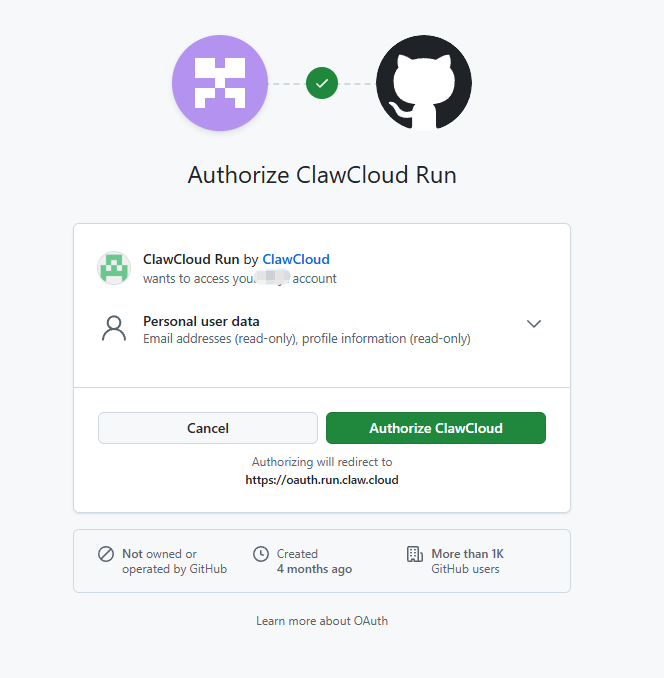 Authorize ClawCloud Run
ClawCloud Run by ClawCloud
wants to access your account
Personal user data
Email addresses (read-only), profile information (read-only)
Cancel
Authorize ClawCloud
Authorizing will redirect to
https://oauth.run.claw.cloud
Not owned or
operated by GitHub
Created
4 months ago
More than 1K
GitHub users
Learn more about OAuth